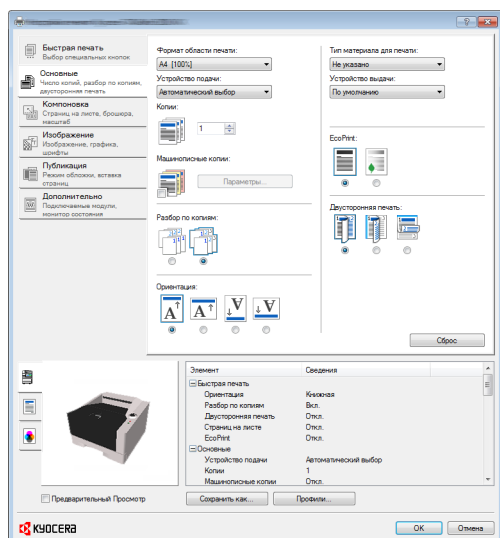 Быстрая печать
Выбор специальных кнопок
Основные
Число копий, разбор по копиям,
двусторонняя печать
Компоновка
Страниц на листе, брошюра,
масштаб
Изображение
Изображение, графика,
шрифты
Публикация
Режим обложки, вставка
страниц
Дополнительно
Подключаемые модули,
монитор состояния
Формат области печати:
A4 [100%]
Устройство подачи:
Автоматический выбор
Копии:
1
Машинописные копии:
Параметры...
Разбор по копиям:
Ориентация:
Тип материала для печати:
Не указано
Устройство выдачи:
По умолчанию
EcoPrint:
Двусторонняя печать:
Сброс
Элемент Сведения
Быстрая печать
Ориентация Книжная
Разбор по копиям Вкл.
Двусторонняя печать Откл.
Страниц на листе Откл.
EcoPrint Откл.
Основные
Устройство подачи Автоматический выбор
Копии 1
Машинописные копии Откл.
Предварительный Просмотр
Сохранить как...
Профили...
KYOCERA
OK
Отмена